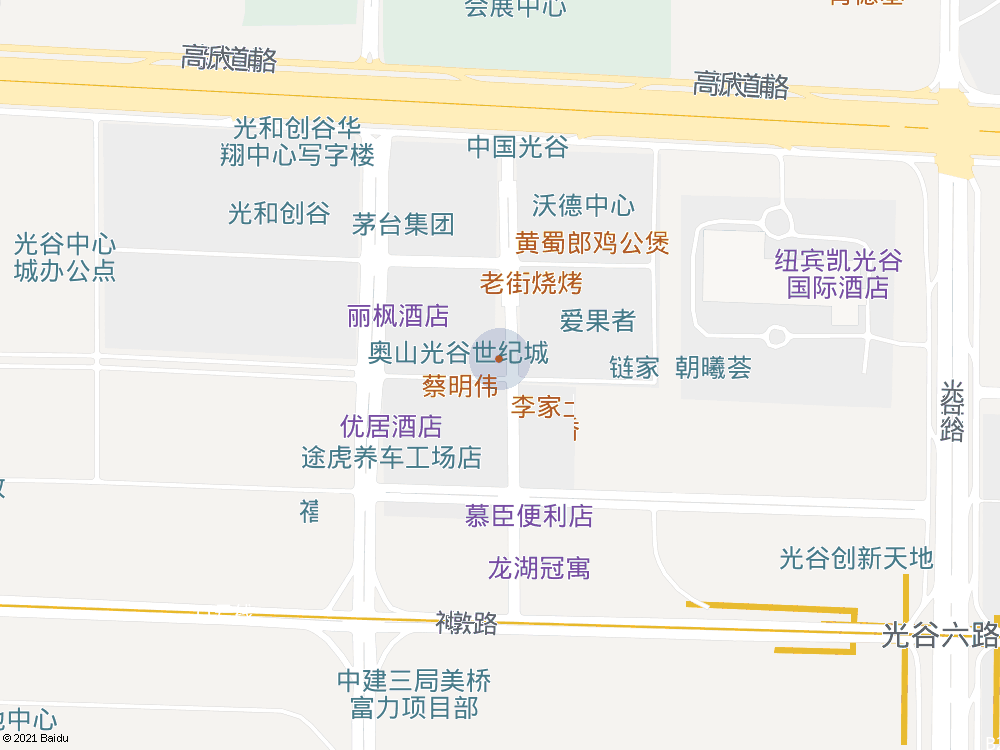 会展中心
高欣道輔路
高欣道輔路
光和创谷华
翔中心写字楼
中国光谷
光和创谷
茅台集团
沃德中心
黄蜀郎鸡公煲
光谷中心
城办公点
纽宾凯光谷
国际酒店
老街烧烤
丽枫酒店
爱果者
奥山光谷世纪城
链家
朝曦荟
蔡明伟
李家
优居酒店
途虎养车工场店
慕臣便利店
光谷创新天地
龙湖冠寓
神墩路
光谷六路
中建三局美桥
富力项目部
中心
© 2021 Baidu